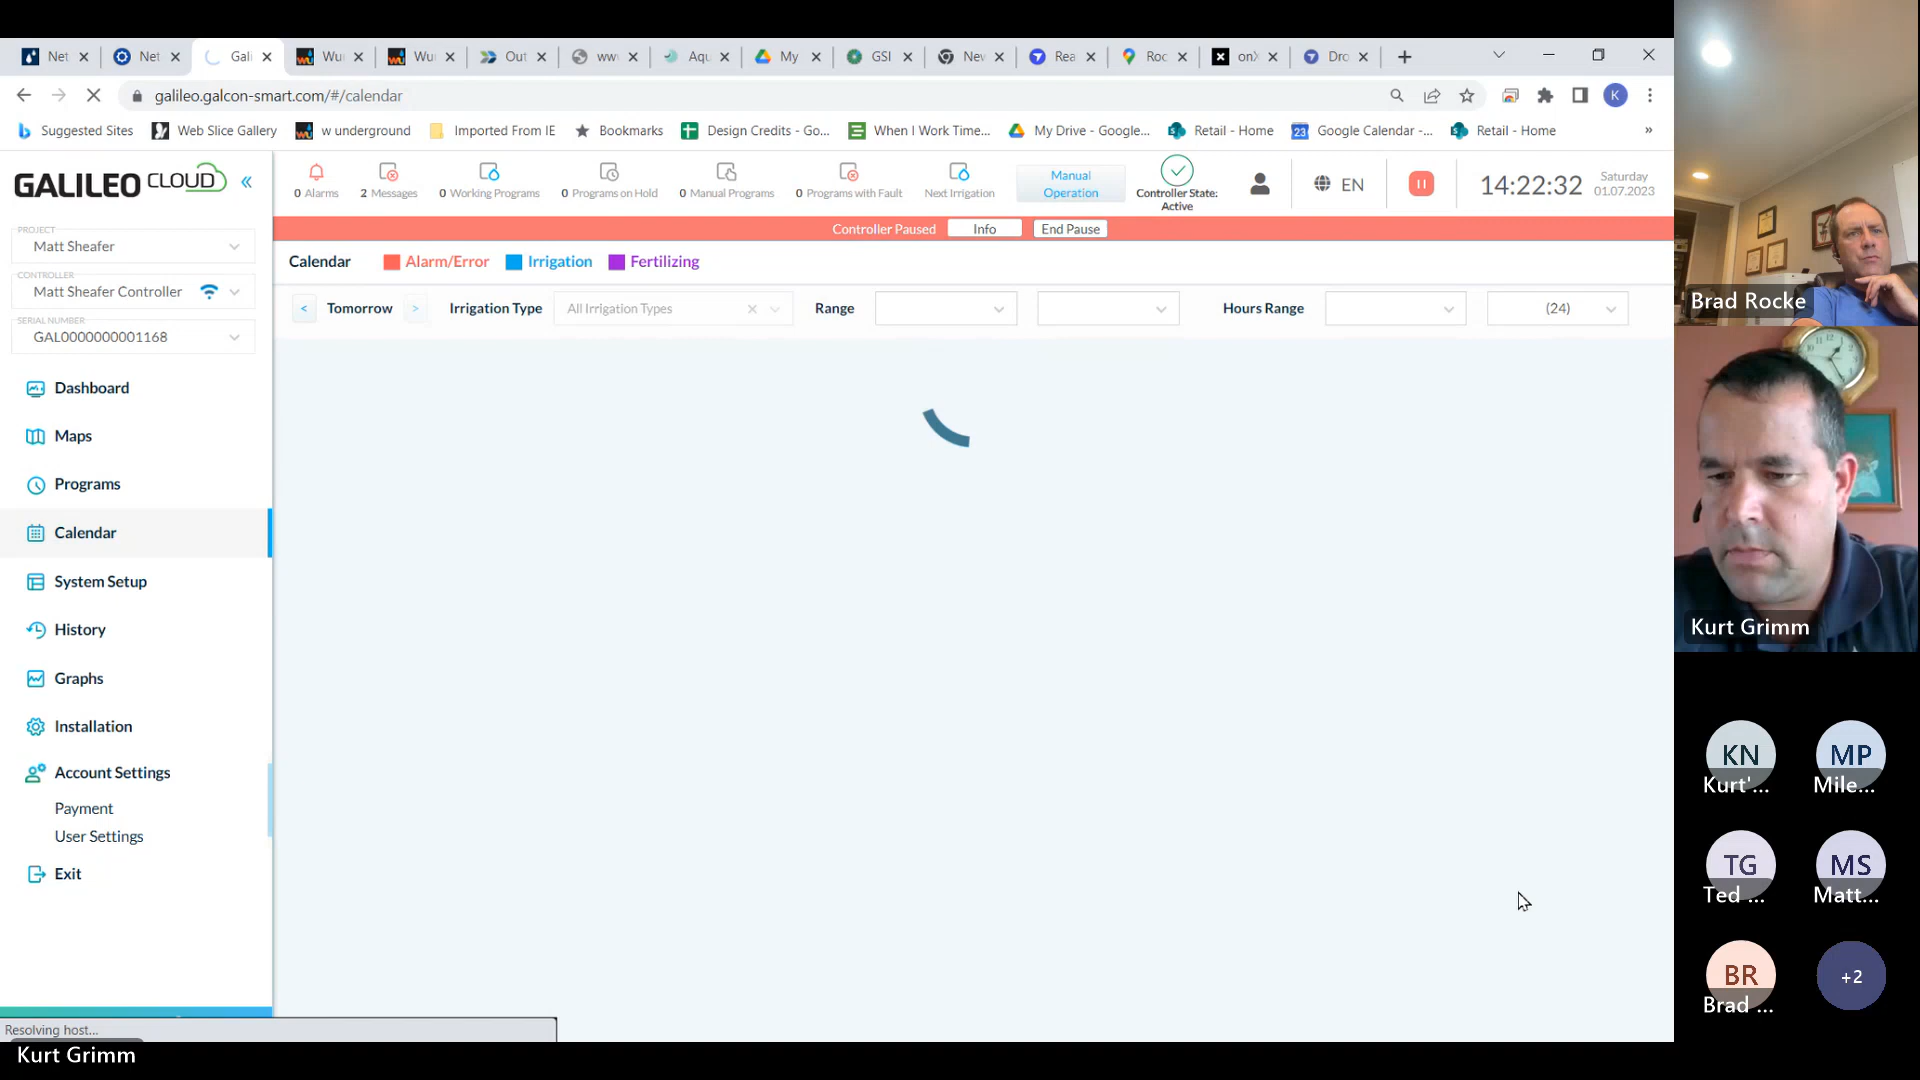 Net
Net
Gali
Wu
Wu
Out
ww
Aqu
My
GSI
Nev
Rea
Roc
onX
Dro
galileo.galcon-smart.com/#/calendar
K
Suggested Sites
Web Slice Gallery
w underground
Imported From IE
Bookmarks
Design Credits - Go...
When I Work Time...
My Drive - Google...
Retail - Home
23
Google Calendar -...
Retail - Home
»
GALILEO CLOUD
«
0 Alarms
2 Messages
0 Working Programs
0 Programs on Hold
0 Manual Programs
0 Programs with Fault
Next Irrigation
Manual
Operation
Controller State:
Active
EN
14:22:32
Saturday
01.07.2023
Controller Paused
Info
End Pause
PROJECT
Matt Sheafer
CONTROLLER
Matt Sheafer Controller
SERIAL NUMBER
GAL0000000001168
Calendar
Alarm/Error
Irrigation
Fertilizing
<
Tomorrow
>
Irrigation Type
All Irrigation Types
Range
Hours Range
(24)
Dashboard
Maps
Programs
Calendar
System Setup
History
Graphs
Installation
Account Settings
Payment
User Settings
Exit
Resolving host...
Kurt Grimm
Brad Rocke
Kurt Grimm
KN
Kurt'...
MP
Mile...
TG
Ted ...
MS
Matt...
BR
Brad ...
+2